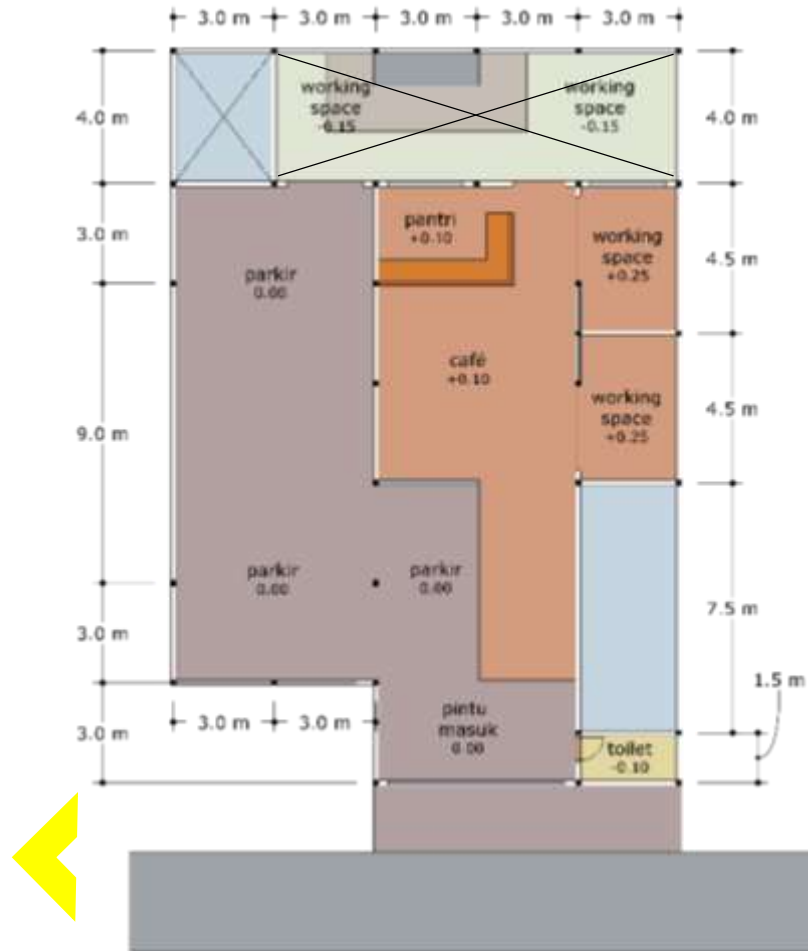 3.0 m 3.0 m 3.0 m 3.0 m 3.0 m
working
space
-0.15
working
space
-0.15
4.0 m
4.0 m
pantri
+0.10
working
space
+0.25
3.0 m
4.5 m
parkir
0.00
café
+0.10
working
space
+0.25
9.0 m
4.5 m
parkir
0.00
parkir
0.00
3.0 m
7.5 m
1.5 m
3.0 m 3.0 m
pintu
masuk
0.00
3.0 m
toilet
-0.10